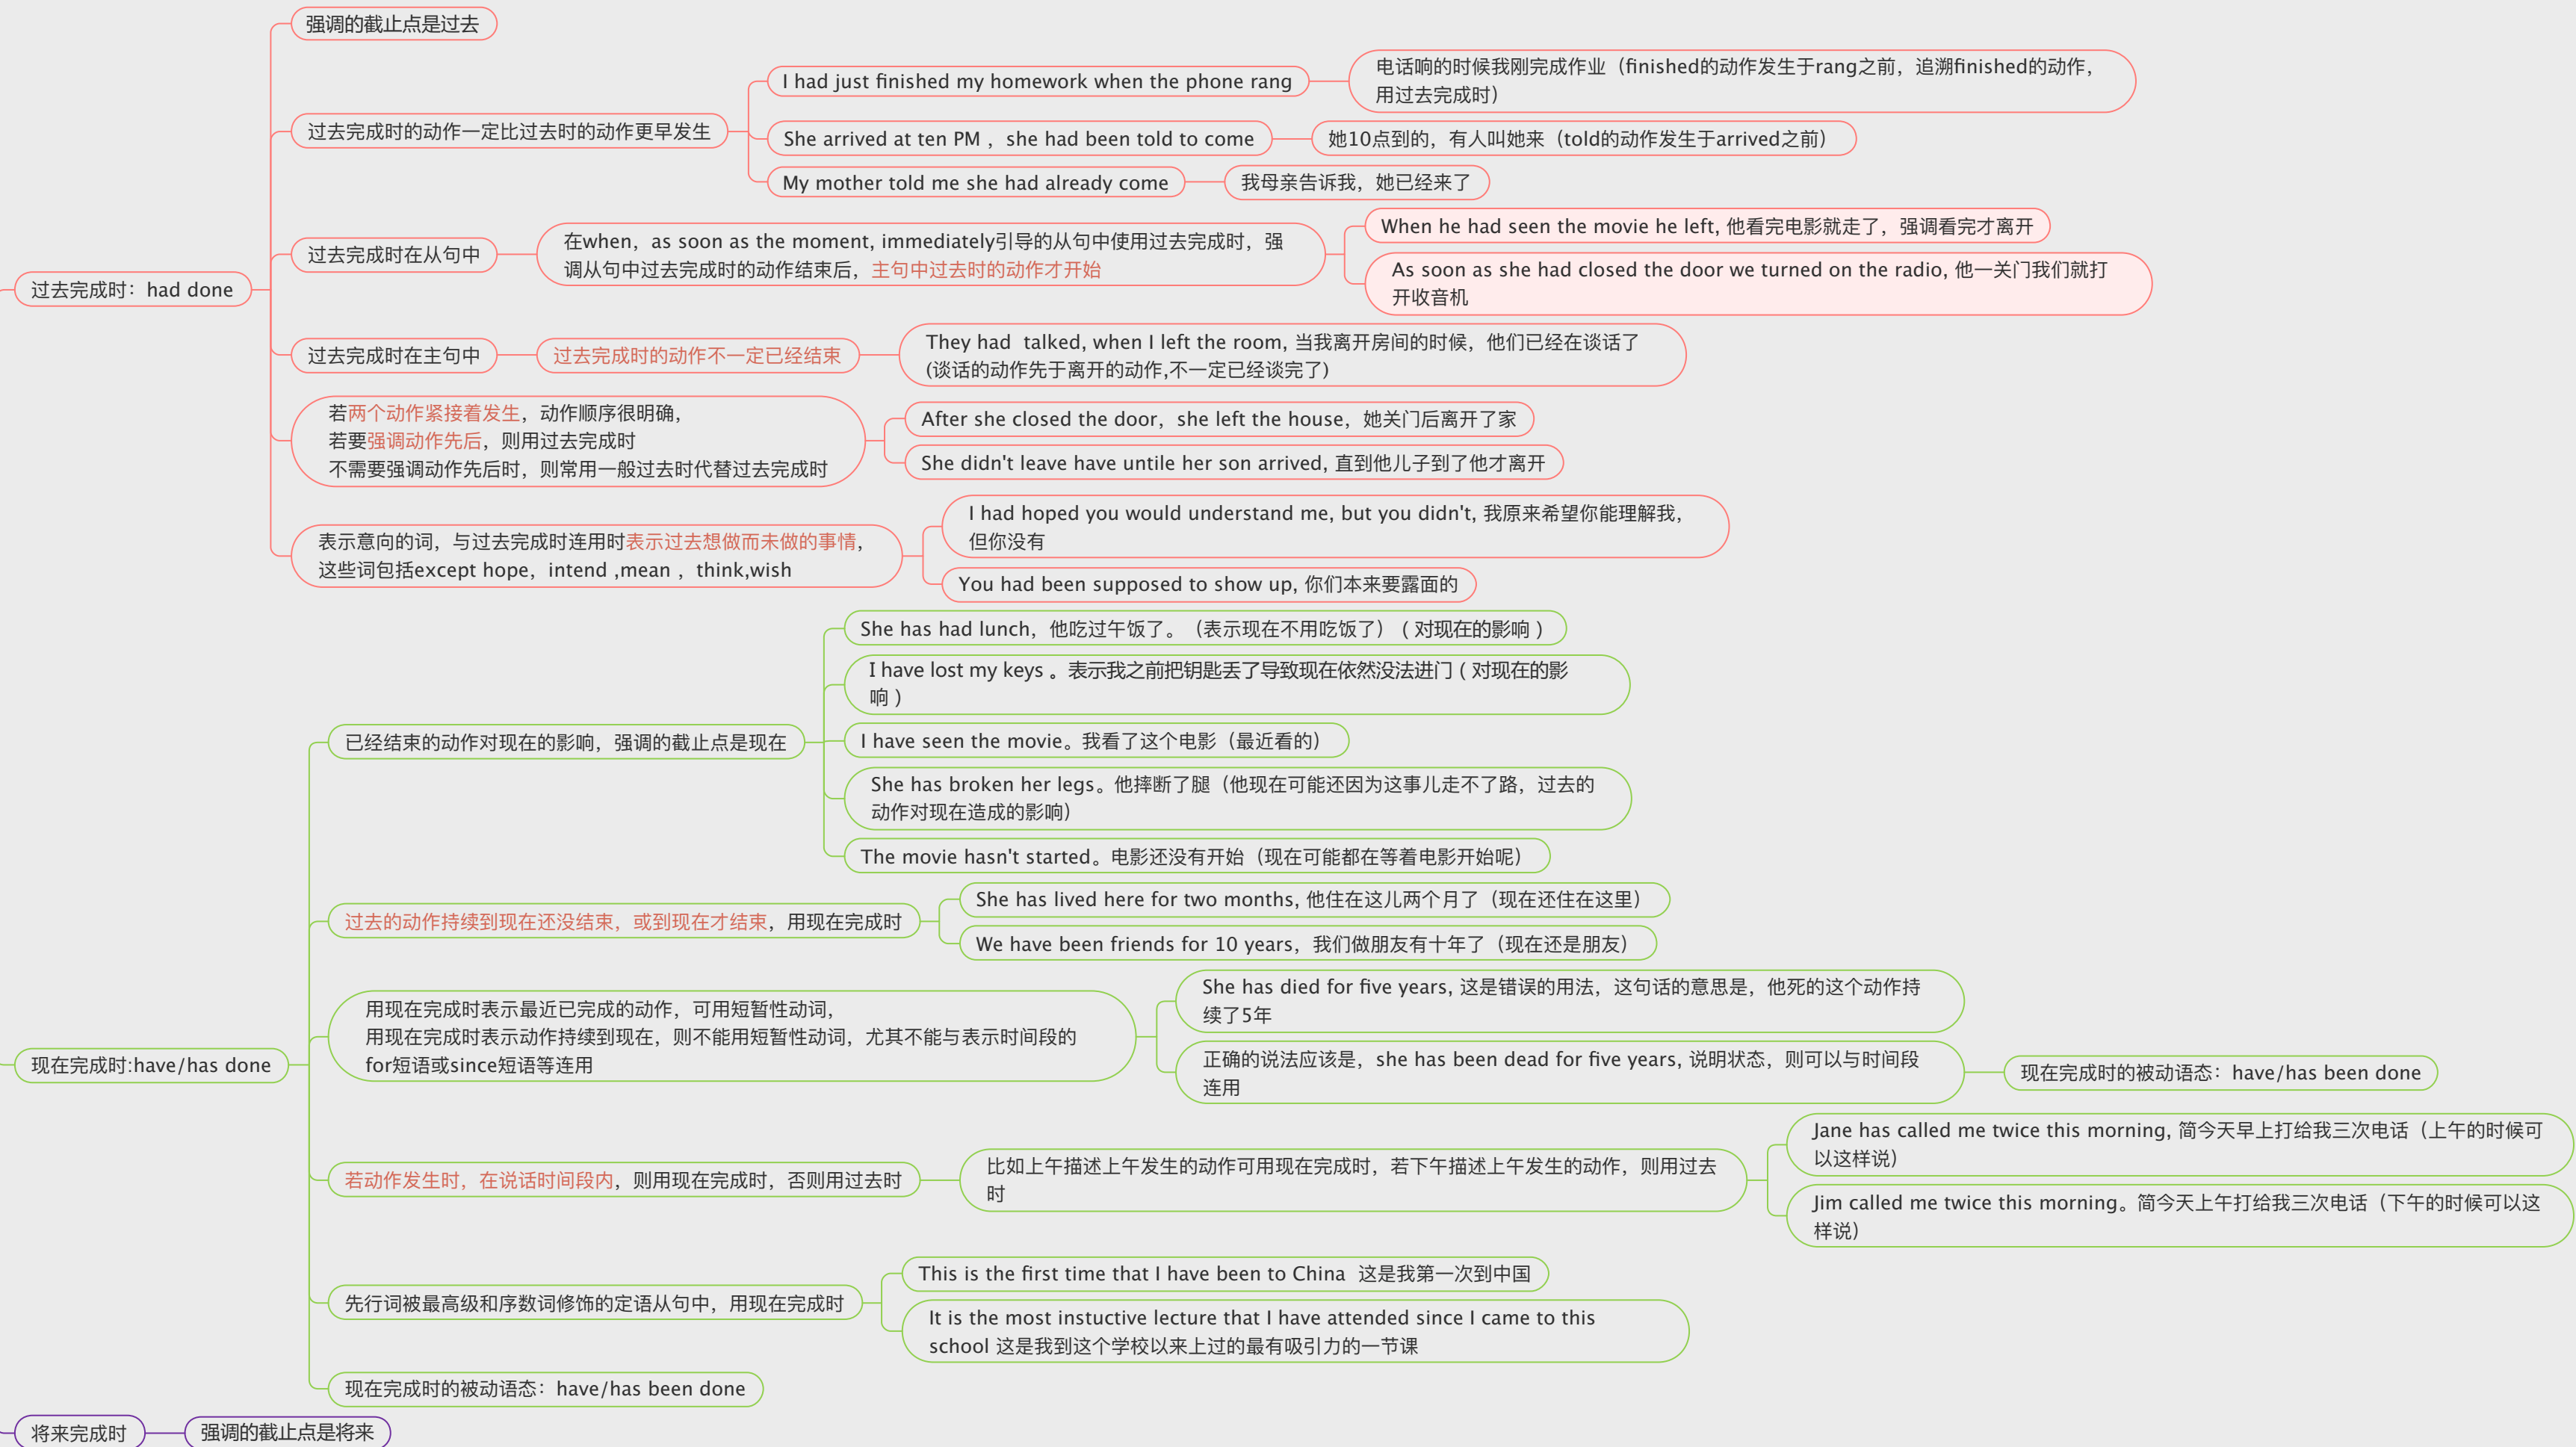 强调的截止点是过去
过去完成时：had done
过去完成时的动作一定比过去时的动作更早发生
I had just finished my homework when the phone rang
电话响的时候我刚完成作业（finished的动作发生于rang之前，追溯finished的动作，
用过去完成时）
She arrived at ten PM ，she had been told to come
她10点到的，有人叫她来（told的动作发生于arrived之前）
My mother told me she had already come
我母亲告诉我，她已经来了
过去完成时在从句中
在when，as soon as the moment, immediately引导的从句中使用过去完成时，强
调从句中过去完成时的动作结束后，主句中过去时的动作才开始
When he had seen the movie he left, 他看完电影就走了，强调看完才离开
As soon as she had closed the door we turned on the radio, 他一关门我们就打
开收音机
过去完成时在主句中
过去完成时的动作不一定已经结束
They had talked, when I left the room, 当我离开房间的时候，他们已经在谈话了
(谈话的动作先于离开的动作,不一定已经谈完了)
若两个动作紧接着发生，动作顺序很明确，
若要强调动作先后，则用过去完成时
不需要强调动作先后时，则常用一般过去时代替过去完成时
After she closed the door，she left the house，她关门后离开了家
She didn't leave have untile her son arrived, 直到他儿子到了他才离开
表示意向的词，与过去完成时连用时表示过去想做而未做的事情，
这些词包括except hope，intend ,mean ，think,wish
I had hoped you would understand me, but you didn't, 我原来希望你能理解我，
但你没有
You had been supposed to show up, 你们本来要露面的
现在完成时:have/has done
已经结束的动作对现在的影响，强调的截止点是现在
She has had lunch，他吃过午饭了。（表示现在不用吃饭了）（对现在的影响）
I have lost my keys 。表示我之前把钥匙丢了导致现在依然没法进门（对现在的影
响）
I have seen the movie。我看了这个电影（最近看的）
She has broken her legs。他摔断了腿（他现在可能还因为这事儿走不了路，过去的
动作对现在造成的影响）
The movie hasn't started。电影还没有开始（现在可能都在等着电影开始呢）
过去的动作持续到现在还没结束，或到现在才结束，用现在完成时
She has lived here for two months, 他住在这儿两个月了（现在还住在这里）
We have been friends for 10 years，我们做朋友有十年了（现在还是朋友）
用现在完成时表示最近已完成的动作，可用短暂性动词，
用现在完成时表示动作持续到现在，则不能用短暂性动词，尤其不能与表示时间段的
for短语或since短语等连用
She has died for five years, 这是错误的用法，这句话的意思是，他死的这个动作持
续了5年
正确的说法应该是，she has been dead for five years, 说明状态，则可以与时间段
连用
现在完成时的被动语态：have/has been done
若动作发生时，在说话时间段内，则用现在完成时，否则用过去时
比如上午描述上午发生的动作可用现在完成时，若下午描述上午发生的动作，则用过去
时
Jane has called me twice this morning, 简今天早上打给我三次电话（上午的时候可
以这样说）
Jim called me twice this morning。简今天上午打给我三次电话（下午的时候可以这
样说）
先行词被最高级和序数词修饰的定语从句中，用现在完成时
This is the first time that I have been to China 这是我第一次到中国
It is the most instuctive lecture that I have attended since I came to this
school 这是我到这个学校以来上过的最有吸引力的一节课
现在完成时的被动语态：have/has been done
将来完成时
强调的截止点是将来